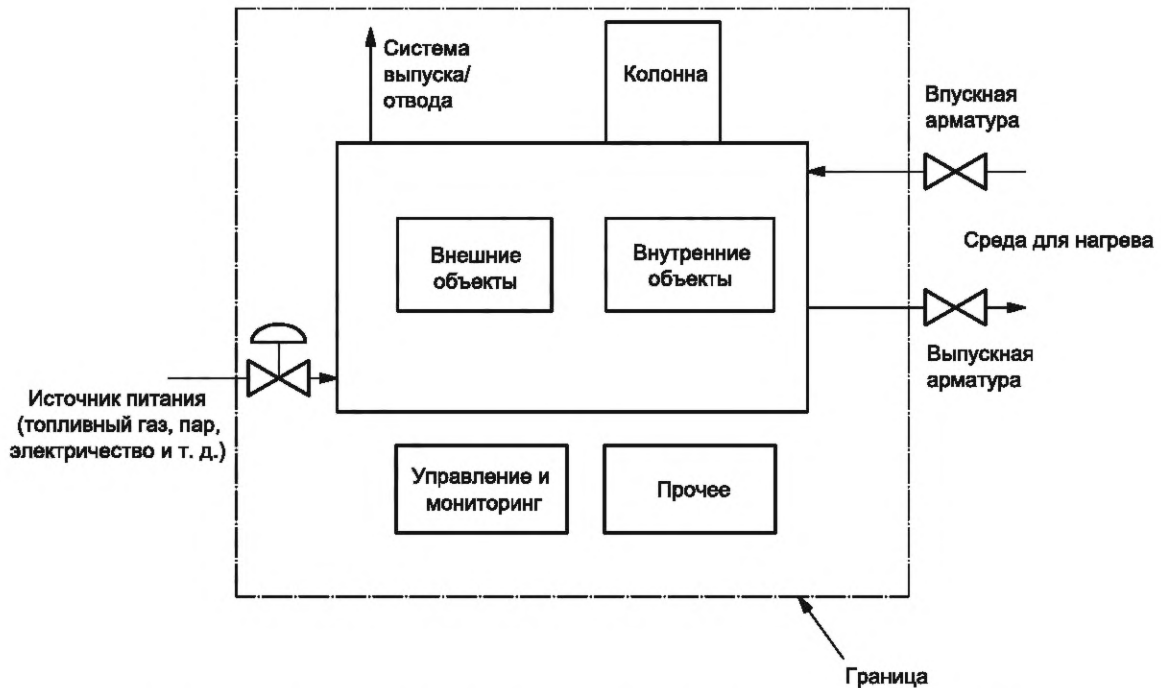 Система
выпуска/
отвода
Колонна
Впускная
арматура
Внешние
объекты
Внутренние
объекты
Среда для нагрева
Выпускная
арматура
Источник питания
(топливный газ, пар,
электричество и т. д.)
Управление и
мониторинг
Прочее
Граница